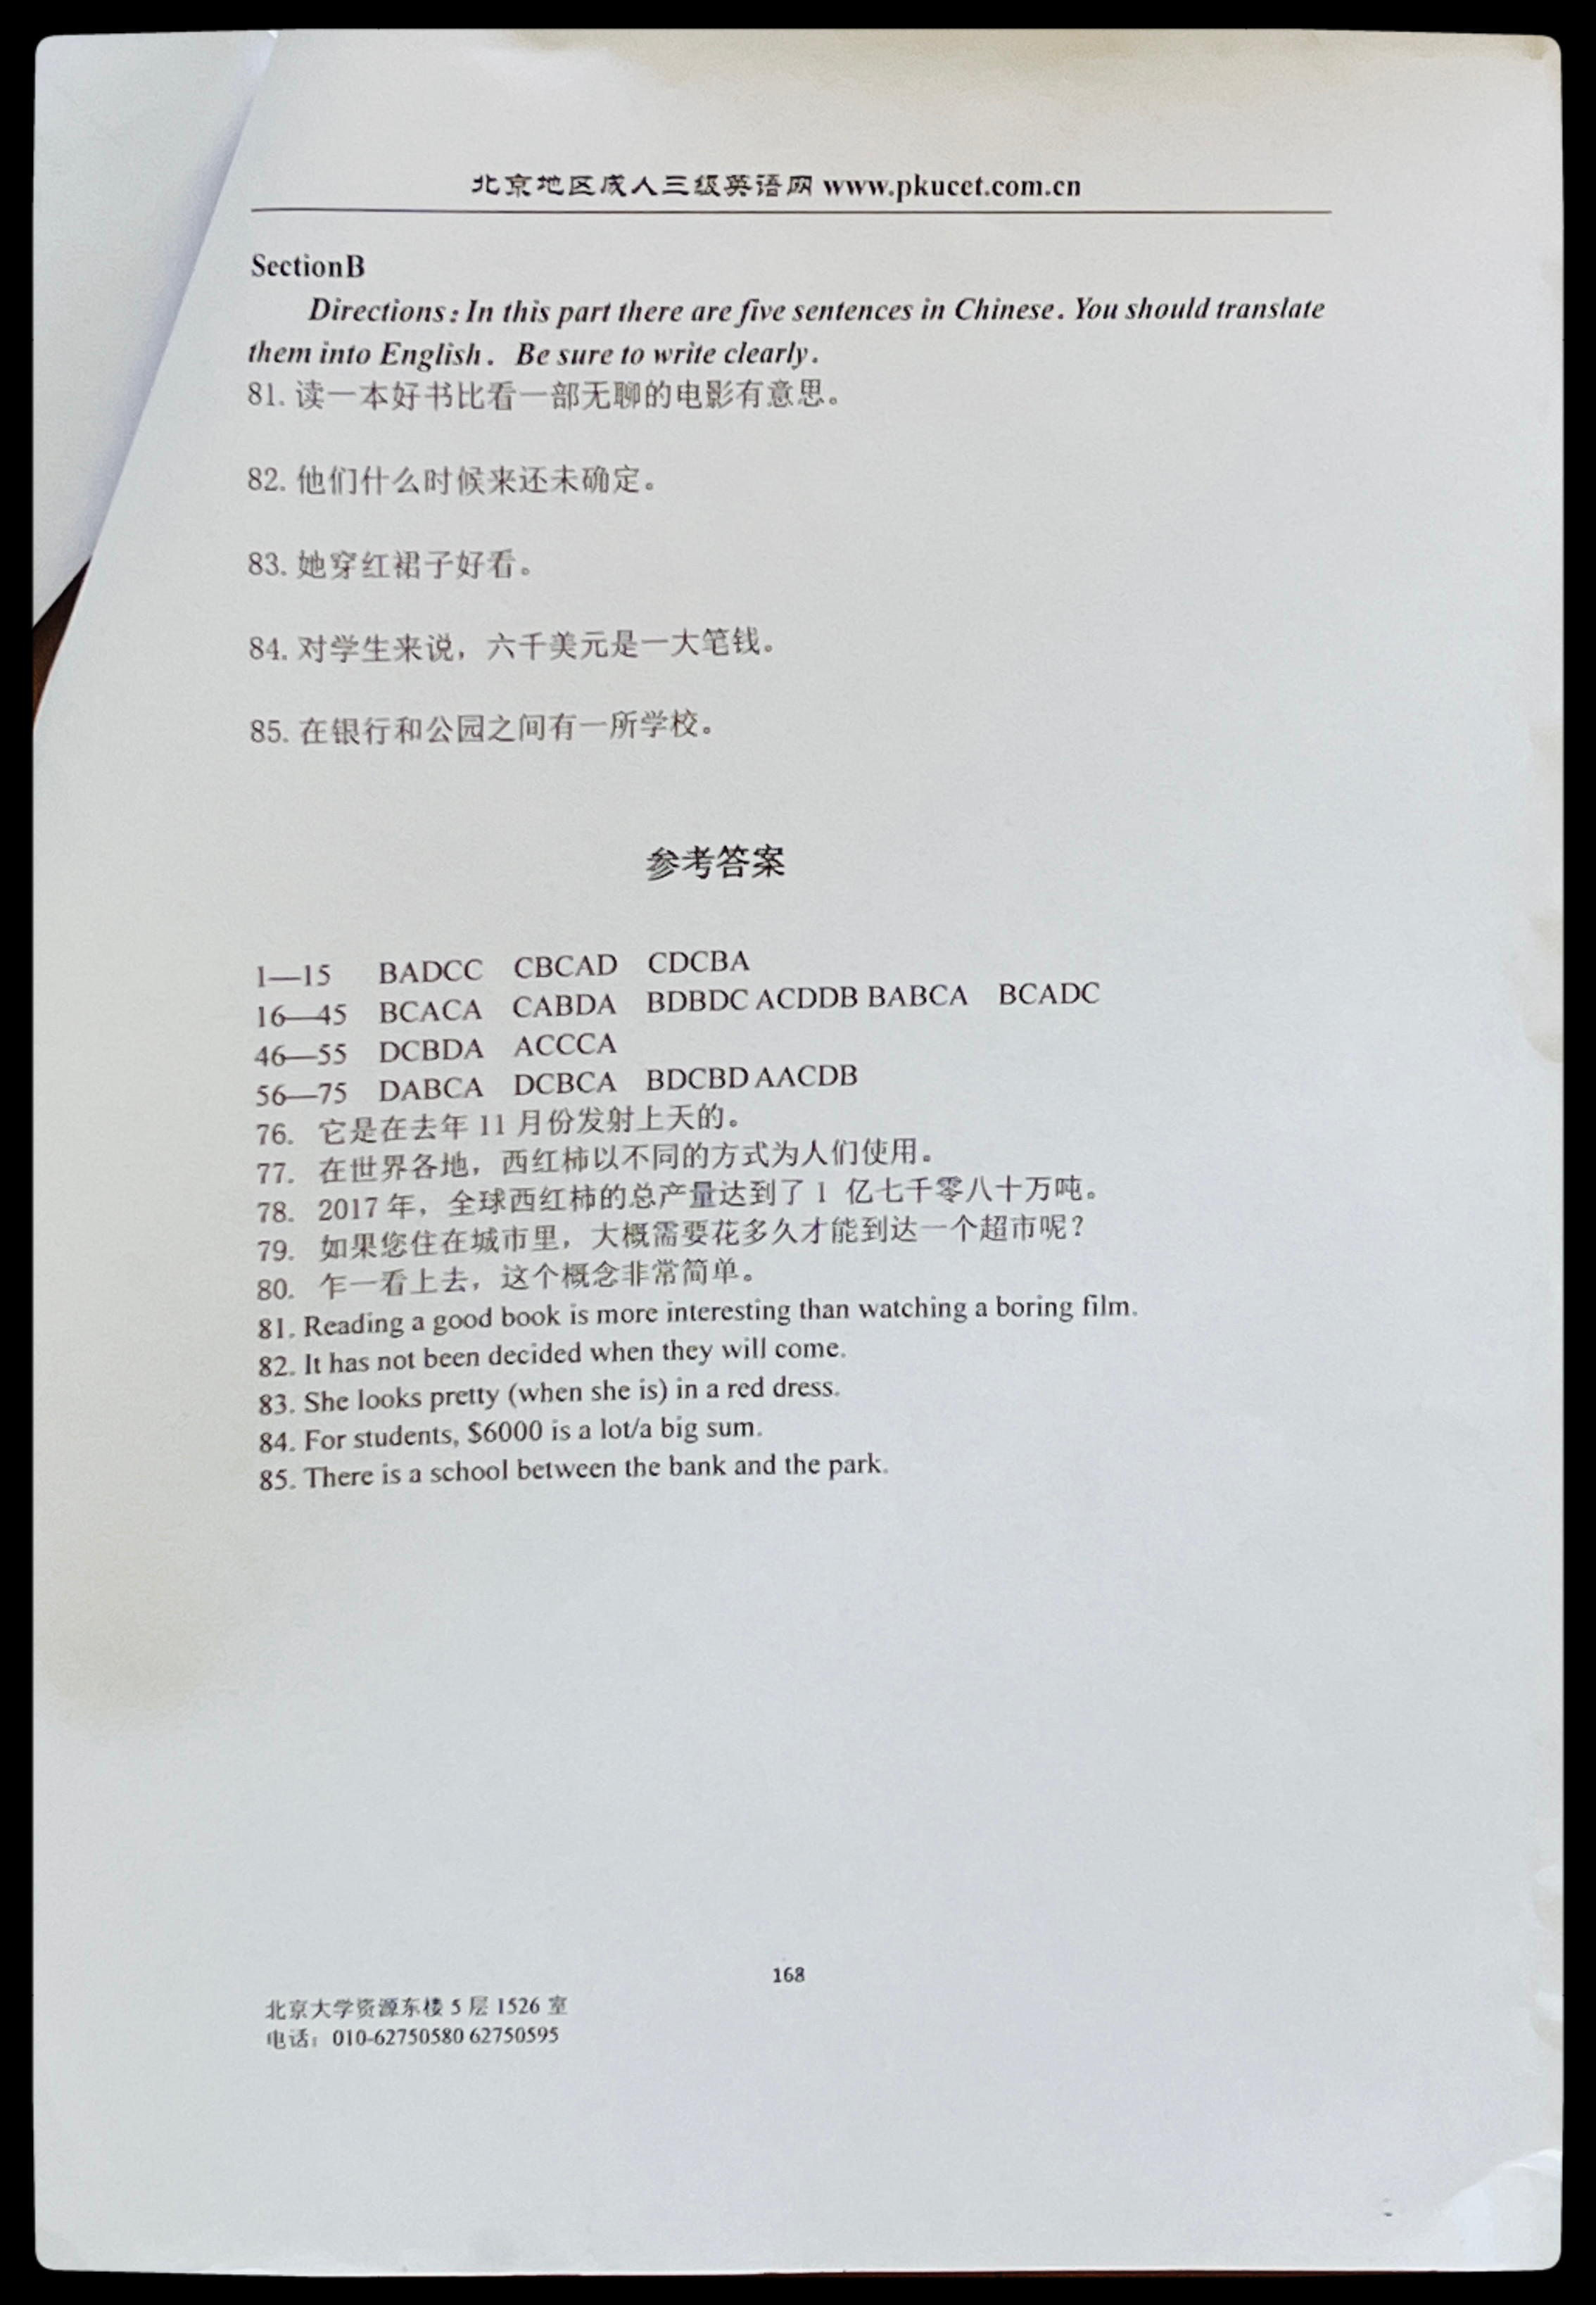 北京地区成人三级英语网 www.pkucet.com.cn
SectionB
Directions: In this part there are five sentences in Chinese. You should translate
them into English. Be sure to write clearly.
81. 读一本好书比看一部无聊的电影有意思。
82. 他们什么时候来还未确定。
83. 她穿红裙子好看。
84. 对学生来说，六千美元是一大笔钱。
85. 在银行和公园之间有一所学校。
参考答案
1—15 BADCC CBCAD CDCBA
16—45 BCACA CABDA BDBDC ACDDB BABCA BCADC
46—55 DCBDA ACCCA
56—75 DABCA DCBCA BDCBD AACDB
76. 它是在去年 11 月份发射上天的。
77. 在世界各地，西红柿以不同的方式为人们使用。
78. 2017 年，全球西红柿的总产量达到了 1 亿七千零八十万吨。
79. 如果您住在城市里，大概需要花多久才能到达一个超市呢？
80. 乍一看上去，这个概念非常简单。
81. Reading a good book is more interesting than watching a boring film.
82. It has not been decided when they will come.
83. She looks pretty (when she is) in a red dress.
84. For students, $6000 is a lot/a big sum.
85. There is a school between the bank and the park.
168
北京大学资源东楼 5 层 1526 室
电话：010-62750580 62750595